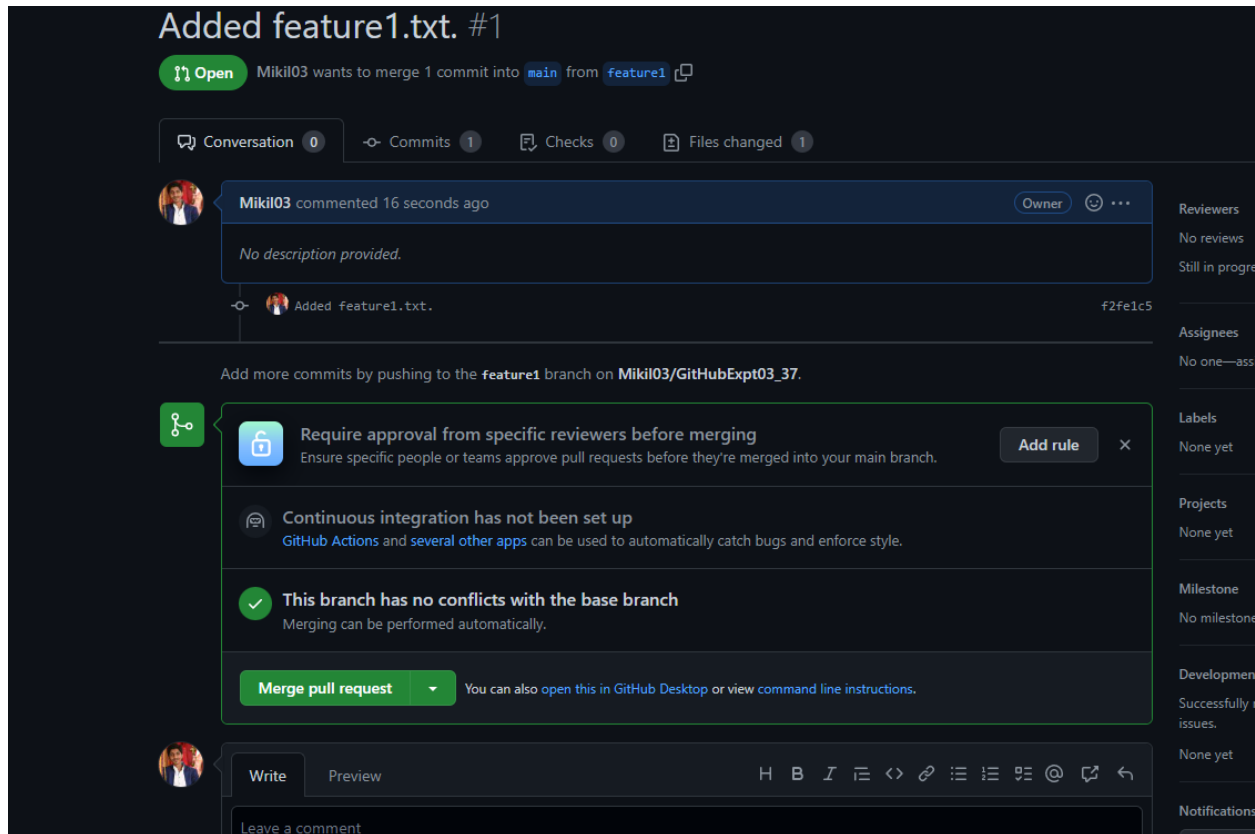 Added feature1.txt. #1
Open Mikil03 wants to merge 1 commit into main from feature1
Conversation 0 Commits 1 Checks 0 Files changed 1
Mikil03 commented 16 seconds ago Owner
No description provided.
Added feature1.txt. f2fe1c5
Add more commits by pushing to the feature1 branch on Mikil03/GitHubExpt03_37.
Require approval from specific reviewers before merging
Ensure specific people or teams approve pull requests before they're merged into your main branch.
Add rule
Continuous integration has not been set up
GitHub Actions and several other apps can be used to automatically catch bugs and enforce style.
This branch has no conflicts with the base branch
Merging can be performed automatically.
Merge pull request You can also open this in GitHub Desktop or view command line instructions.
Write Preview
Leave a comment
Reviewers
No reviews
Still in progre
Assignees
No one—ass
Labels
None yet
Projects
None yet
Milestone
No milestone
Developmen
Successfully
issues.
None yet
Notifications